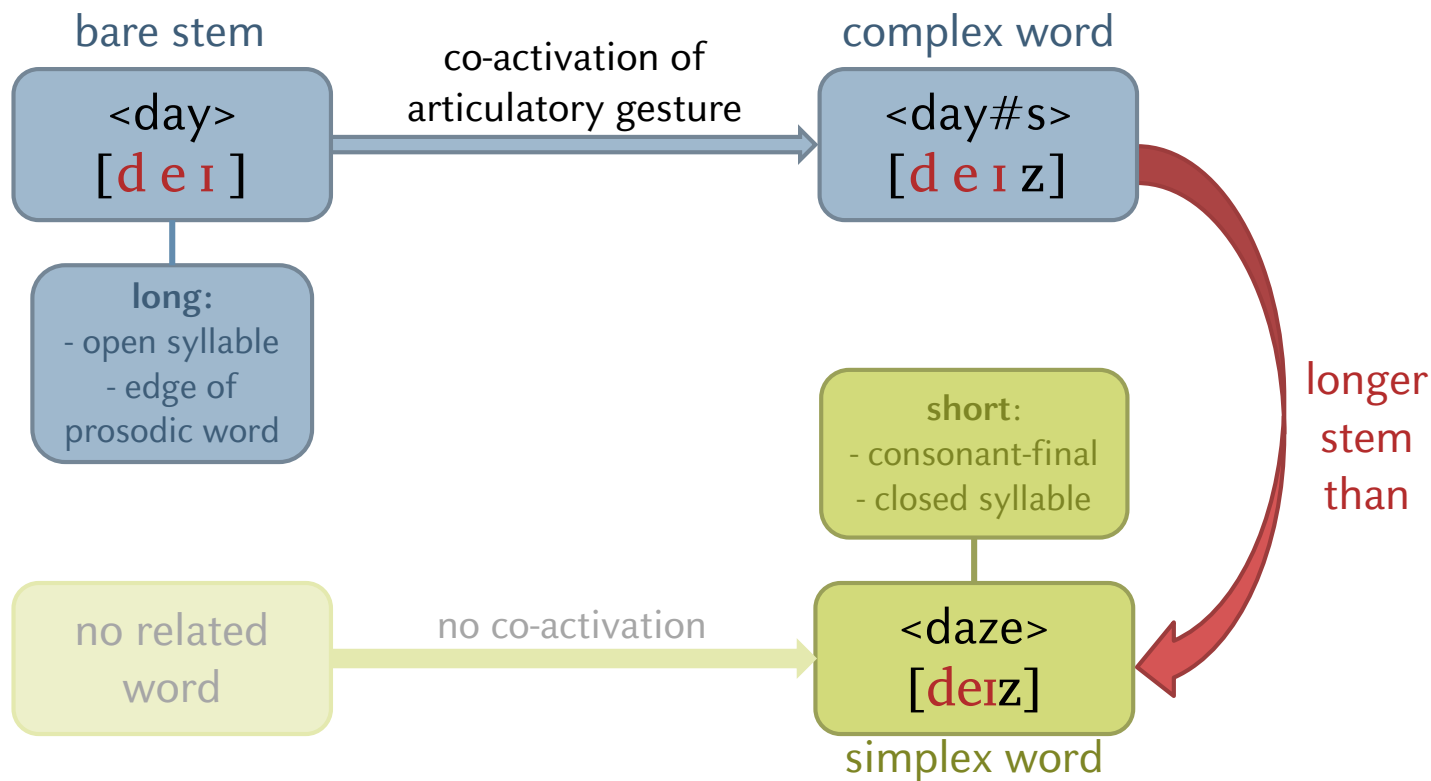 bare stem
<day>
[d e ɪ ]
co-activation of
articulatory gesture
complex word
<day#s>
[d e ɪ z]
long:
- open syllable
- edge of
prosodic word
short:
- consonant-final
- closed syllable
longer
stem
than
no related
word
no co-activation
<daze>
[deɪz]
simplex word